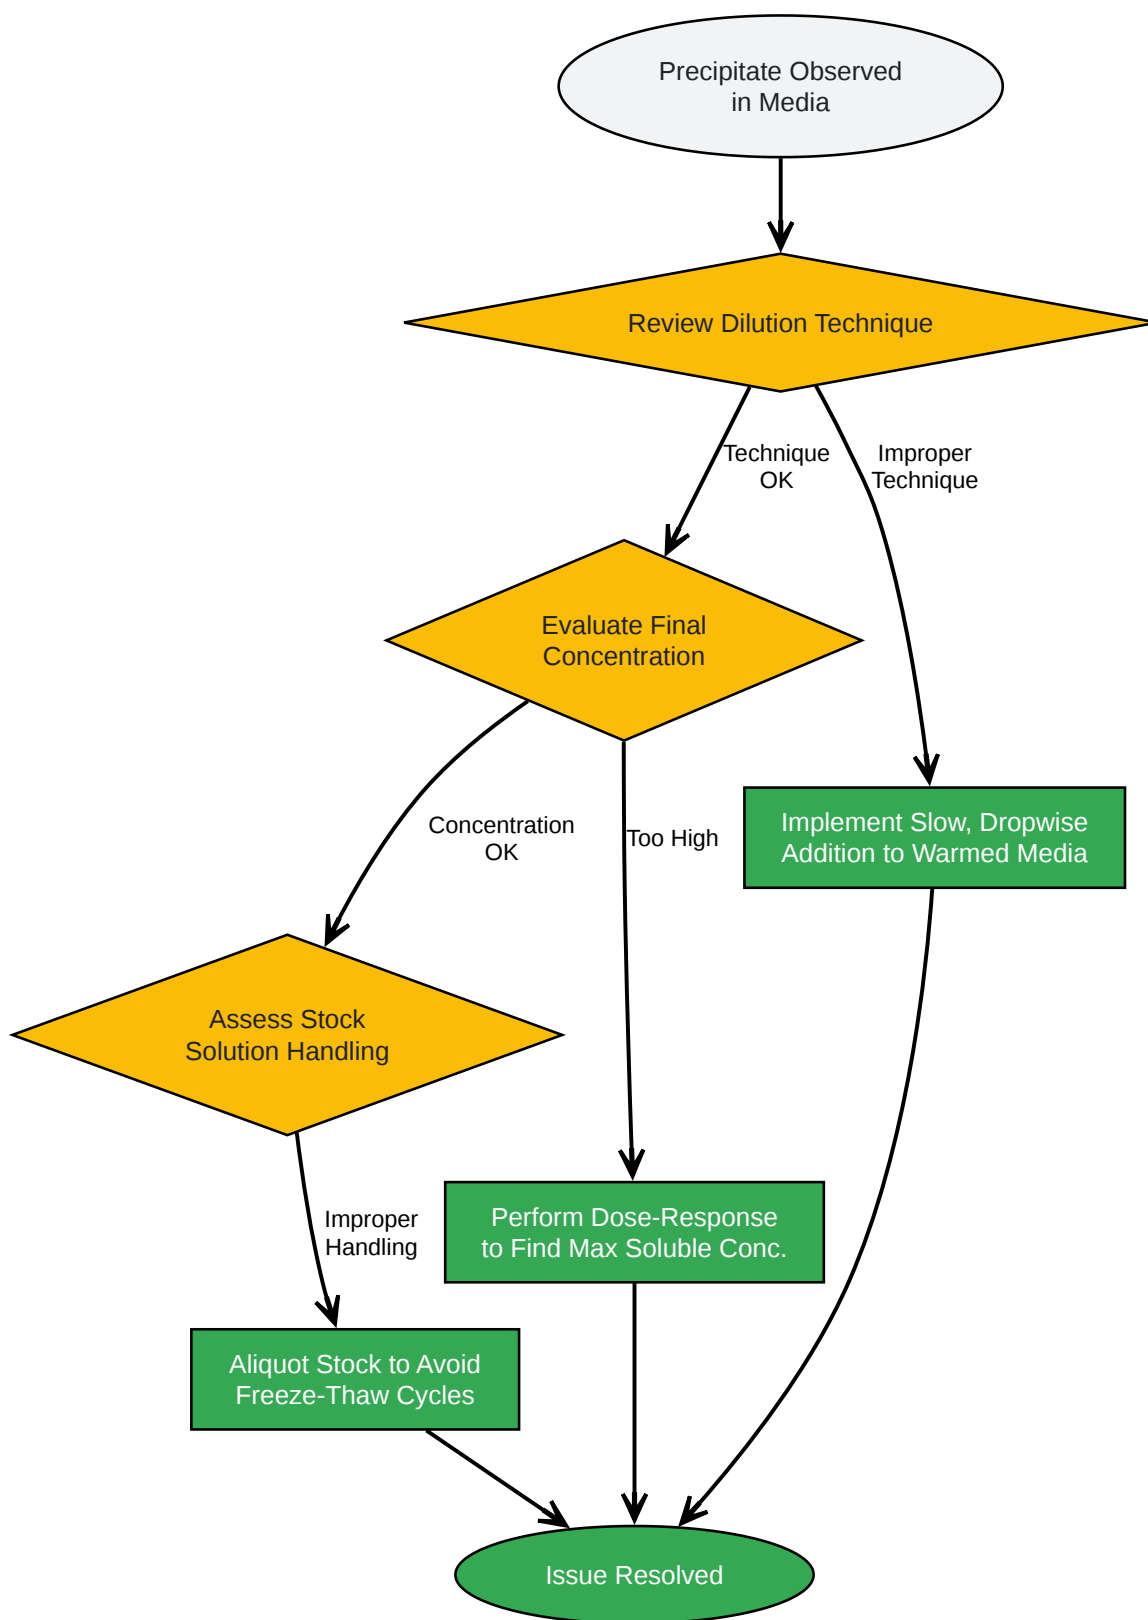 Precipitate Observed
in Media
Review Dilution Technique
Technique
OK
Improper
Technique
Evaluate Final
Concentration
Concentration
OK
Too High
Implement Slow, Dropwise
Addition to Warmed Media
Assess Stock
Solution Handling
Improper
Handling
Perform Dose-Response
to Find Max Soluble Conc.
Aliquot Stock to Avoid
Freeze-Thaw Cycles
Issue Resolved